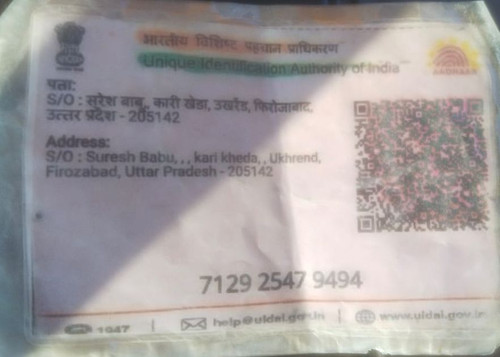 भारतीय विशिष्ट पहचान प्राधिकरण
Unique Identification Authority of India
AADHAAR
पता:
S/O : सुरेश बाबू, कारी खेडा, उखरेंड, फिरोजाबाद,
उत्तर प्रदेश - 205142
Address:
S/O : Suresh Babu, , , kari kheda, , Ukhrend,
Firozabad, Uttar Pradesh - 205142
7129 2547 9494
1947 | help@uidai.gov.in | www.uidai.gov.in